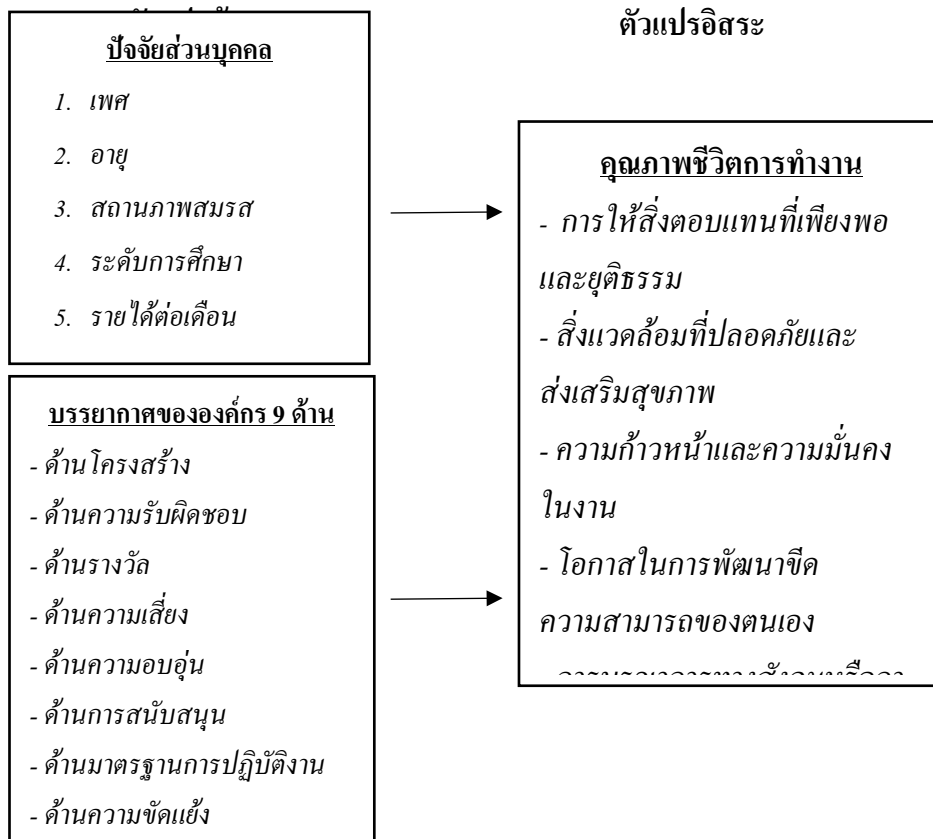 ตัวแปรอิสระ
ปัจจัยส่วนบุคคล
1. เพศ
2. อายุ
3. สถานภาพสมรส
4. ระดับการศึกษา
5. รายได้ต่อเดือน
บรรยากาศขององค์กร 9 ด้าน
- ด้านโครงสร้าง
- ด้านความรับผิดชอบ
- ด้านรางวัล
- ด้านความเสี่ยง
- ด้านความอบอุ่น
- ด้านการสนับสนุน
- ด้านมาตรฐานการปฏิบัติงาน
- ด้านความขัดแย้ง
คุณภาพชีวิตการทำงาน
- การให้สิ่งตอบแทนที่เพียงพอ
และยุติธรรม
- สิ่งแวดล้อมที่ปลอดภัยและ
ส่งเสริมสุขภาพ
- ความก้าวหน้าและความมั่นคง
ในงาน
- โอกาสในการพัฒนาขีด
ความสามารถของตนเอง